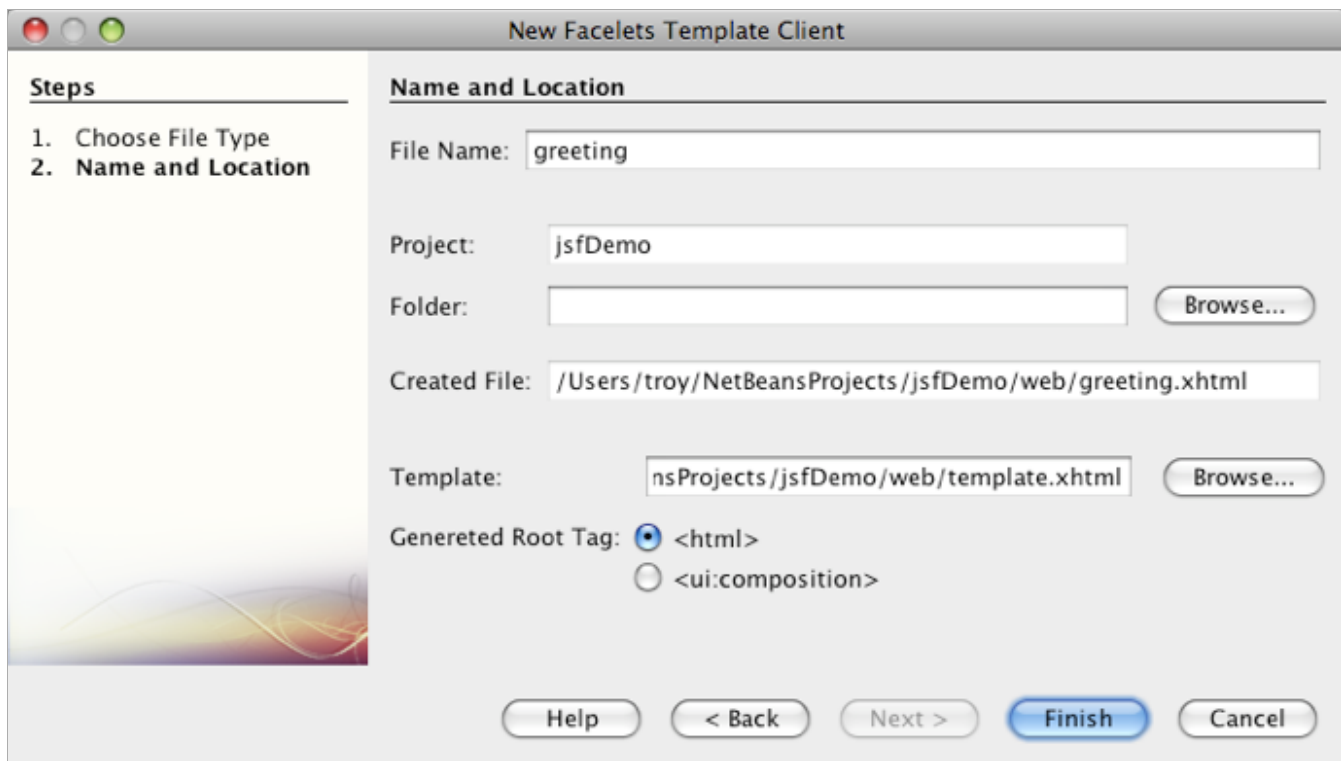 New Facelets Template Client
Steps
1. Choose File Type
2. Name and Location
Name and Location
File Name: greeting
Project: jsfDemo
Folder: Browse...
Created File: /Users/troy/NetBeansProjects/jsfDemo/web/greeting.xhtml
Template: nsProjects/jsfDemo/web/template.xhtml Browse...
Genereted Root Tag: <html>
<ui:composition>
Help < Back Next > Finish Cancel